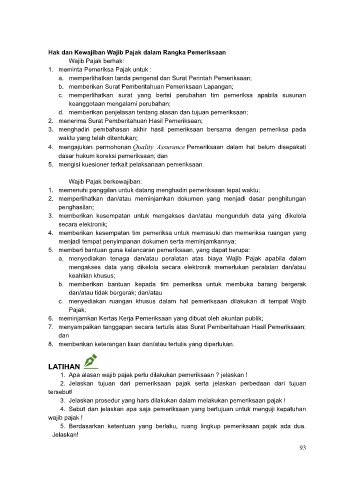 Hak dan Kewajiban Wajib Pajak dalam Rangka Pemeriksaan
Wajib Pajak berhak:
1. meminta Pemeriksa Pajak untuk :
a. memperlihatkan tanda pengenal dan Surat Perintah Pemeriksaan;
b. memberikan Surat Pemberitahuan Pemeriksaan Lapangan;
c. memperlihatkan surat yang berisi perubahan tim pemeriksa apabila susunan
keanggotaan mengalami perubahan;
d. memberikan penjelasan tentang alasan dan tujuan pemeriksaan;
2. menerima Surat Pemberitahuan Hasil Pemeriksaan;
3. menghadiri pembahasan akhir hasil pemeriksaan bersama dengan pemeriksa pada
waktu yang telah ditentukan;
4. mengajukan permohonan Quality Assurance Pemeriksaan dalam hal belum disepakati
dasar hukum koreksi pemeriksaan; dan
5. mengisi kuesioner terkait pelaksanaan pemeriksaan.
Wajib Pajak berkewajiban:
1. memenuhi panggilan untuk datang menghadiri pemeriksaan tepat waktu;
2. memperlihatkan dan/atau meminjamkan dokumen yang menjadi dasar penghitungan
penghasilan;
3. memberikan kesempatan untuk mengakses dan/atau mengunduh data yang dikelola
secara elektronik;
4. memberikan kesempatan tim pemeriksa untuk memasuki dan memeriksa ruangan yang
menjadi tempat penyimpanan dokumen serta meminjamkannya;
5. memberi bantuan guna kelancaran pemeriksaan, yang dapat berupa:
a. menyediakan tenaga dan/atau peralatan atas biaya Wajib Pajak apabila dalam
mengakses data yang dikelola secara elektronik memerlukan peralatan dan/atau
keahlian khusus;
b. memberikan bantuan kepada tim pemeriksa untuk membuka barang bergerak
dan/atau tidak bergerak; dan/atau
c. menyediakan ruangan khusus dalam hal pemeriksaan dilakukan di tempat Wajib
Pajak;
6. meminjamkan Kertas Kerja Pemeriksaan yang dibuat oleh akuntan publik;
7. menyampaikan tanggapan secara tertulis atas Surat Pemberitahuan Hasil Pemeriksaan;
dan
8. memberikan keterangan lisan dan/atau tertulis yang diperlukan.
LATIHAN
1. Apa alasan wajib pajak perlu dilakukan pemeriksaan ? jelaskan !
2. Jelaskan tujuan dari pemeriksaan pajak serta jelaskan perbedaan dari tujuan
tersebut!
3. Jelaskan prosedur yang hars dilakukan dalam melakukan pemeriksaan pajak !
4. Sebut dan jelaskan apa saja pemeriksaan yang bertujuan untuk menguji kepatuhan
wajib pajak !
5. Berdasarkan ketentuan yang berlaku, ruang lingkup pemeriksaan pajak ada dua.
Jelaskan!
93